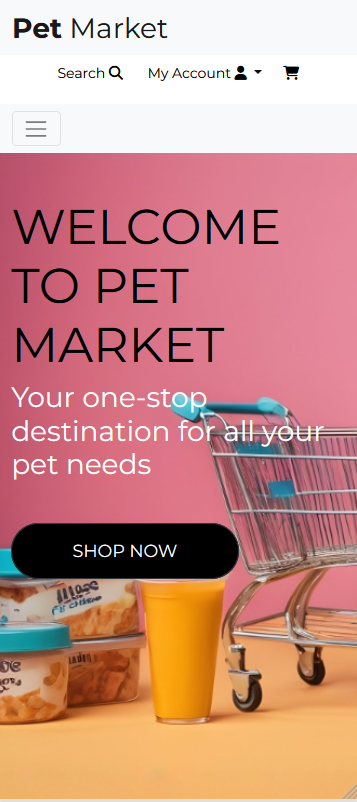 Pet Market
Search
My Account
WELCOME
TO PET
MARKET
Your one-stop
destination for all your
pet needs
SHOP NOW